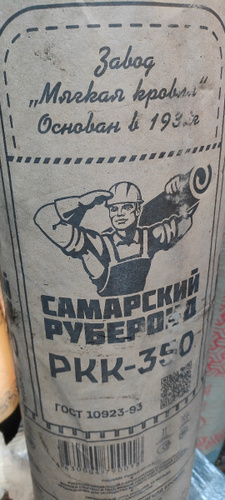 Завод
„Мягкая кровля"
Основан в 193
САМАРСКИЙ
РУБЕРОИД
РКК-350
ГОСТ 10923-93